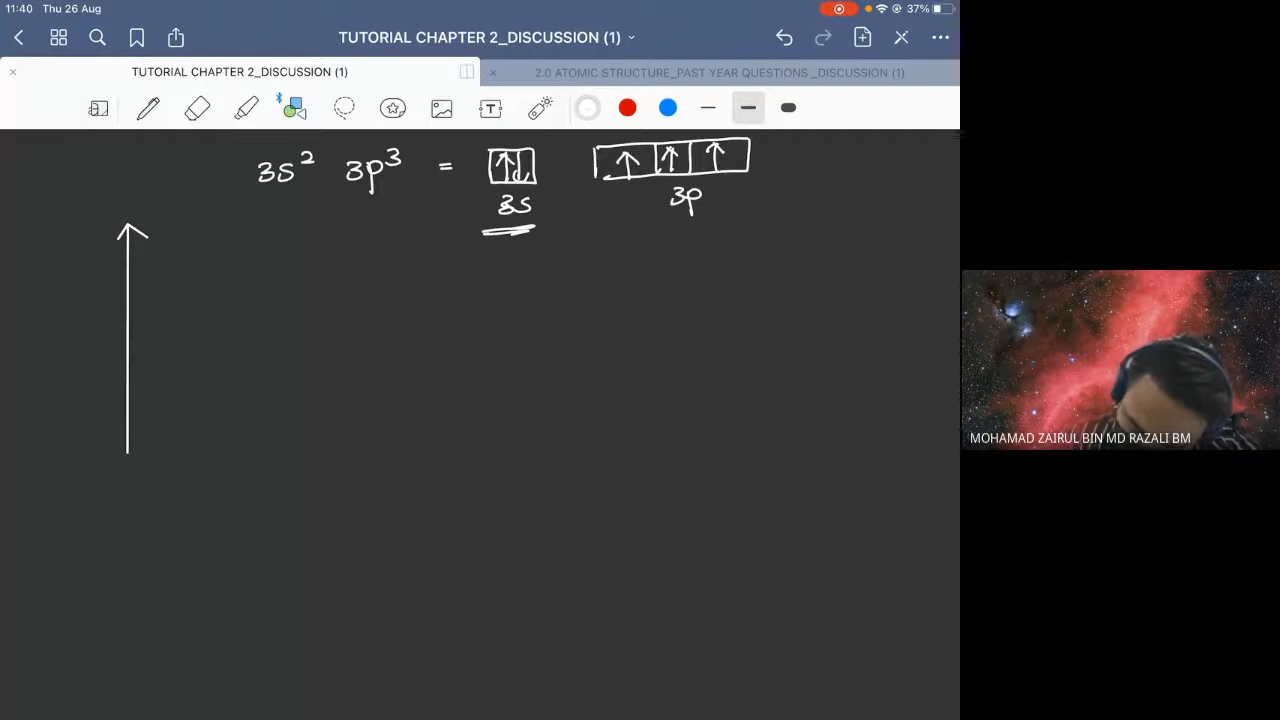 11:40 Thu 26 Aug 37%
TUTORIAL CHAPTER 2_DISCUSSION (1)
TUTORIAL CHAPTER 2_DISCUSSION (1) 2.0 ATOMIC STRUCTURE_PAST YEAR QUESTIONS _DISCUSSION (1)
T
3s² 3p³ = ↑↓ ↑ ↑ ↑
3s 3p
MOHAMAD ZAIRUL BIN MD RAZALI BM